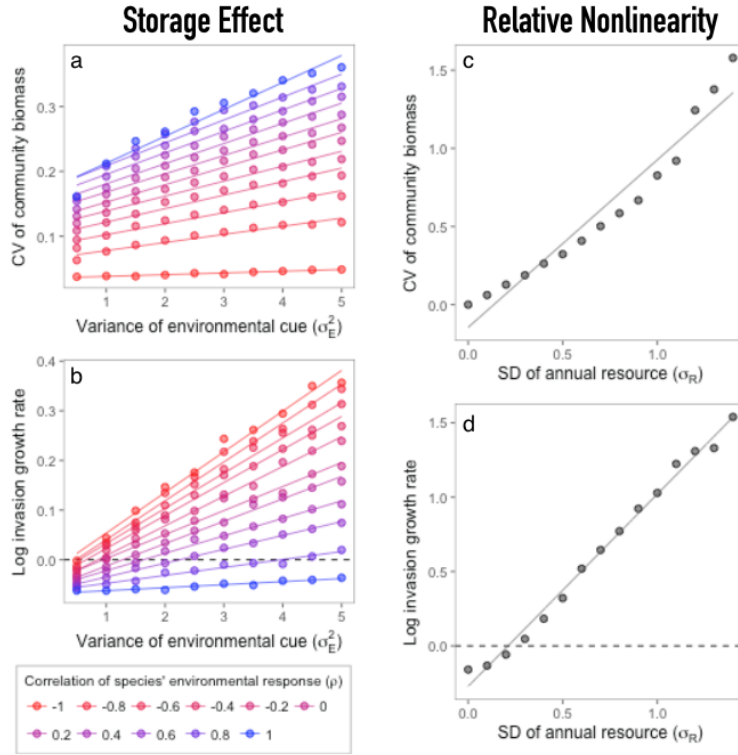 Storage Effect
Relative Nonlinearity
a
CV of community biomass
0.3
0.2
0.1
1
2
3
4
5
Variance of environmental cue (σ²E)
b
Log invasion growth rate
0.4
0.3
0.2
0.1
0.0
1
2
3
4
5
Variance of environmental cue (σ²E)
Correlation of species' environmental response (ρ)
-1 -0.8 -0.6 -0.4 -0.2 0
0.2 0.4 0.6 0.8 1
c
CV of community biomass
1.5
1.0
0.5
0.0
0.0
0.5
1.0
SD of annual resource (σR)
d
Log invasion growth rate
1.5
1.0
0.5
0.0
0.0
0.5
1.0
SD of annual resource (σR)